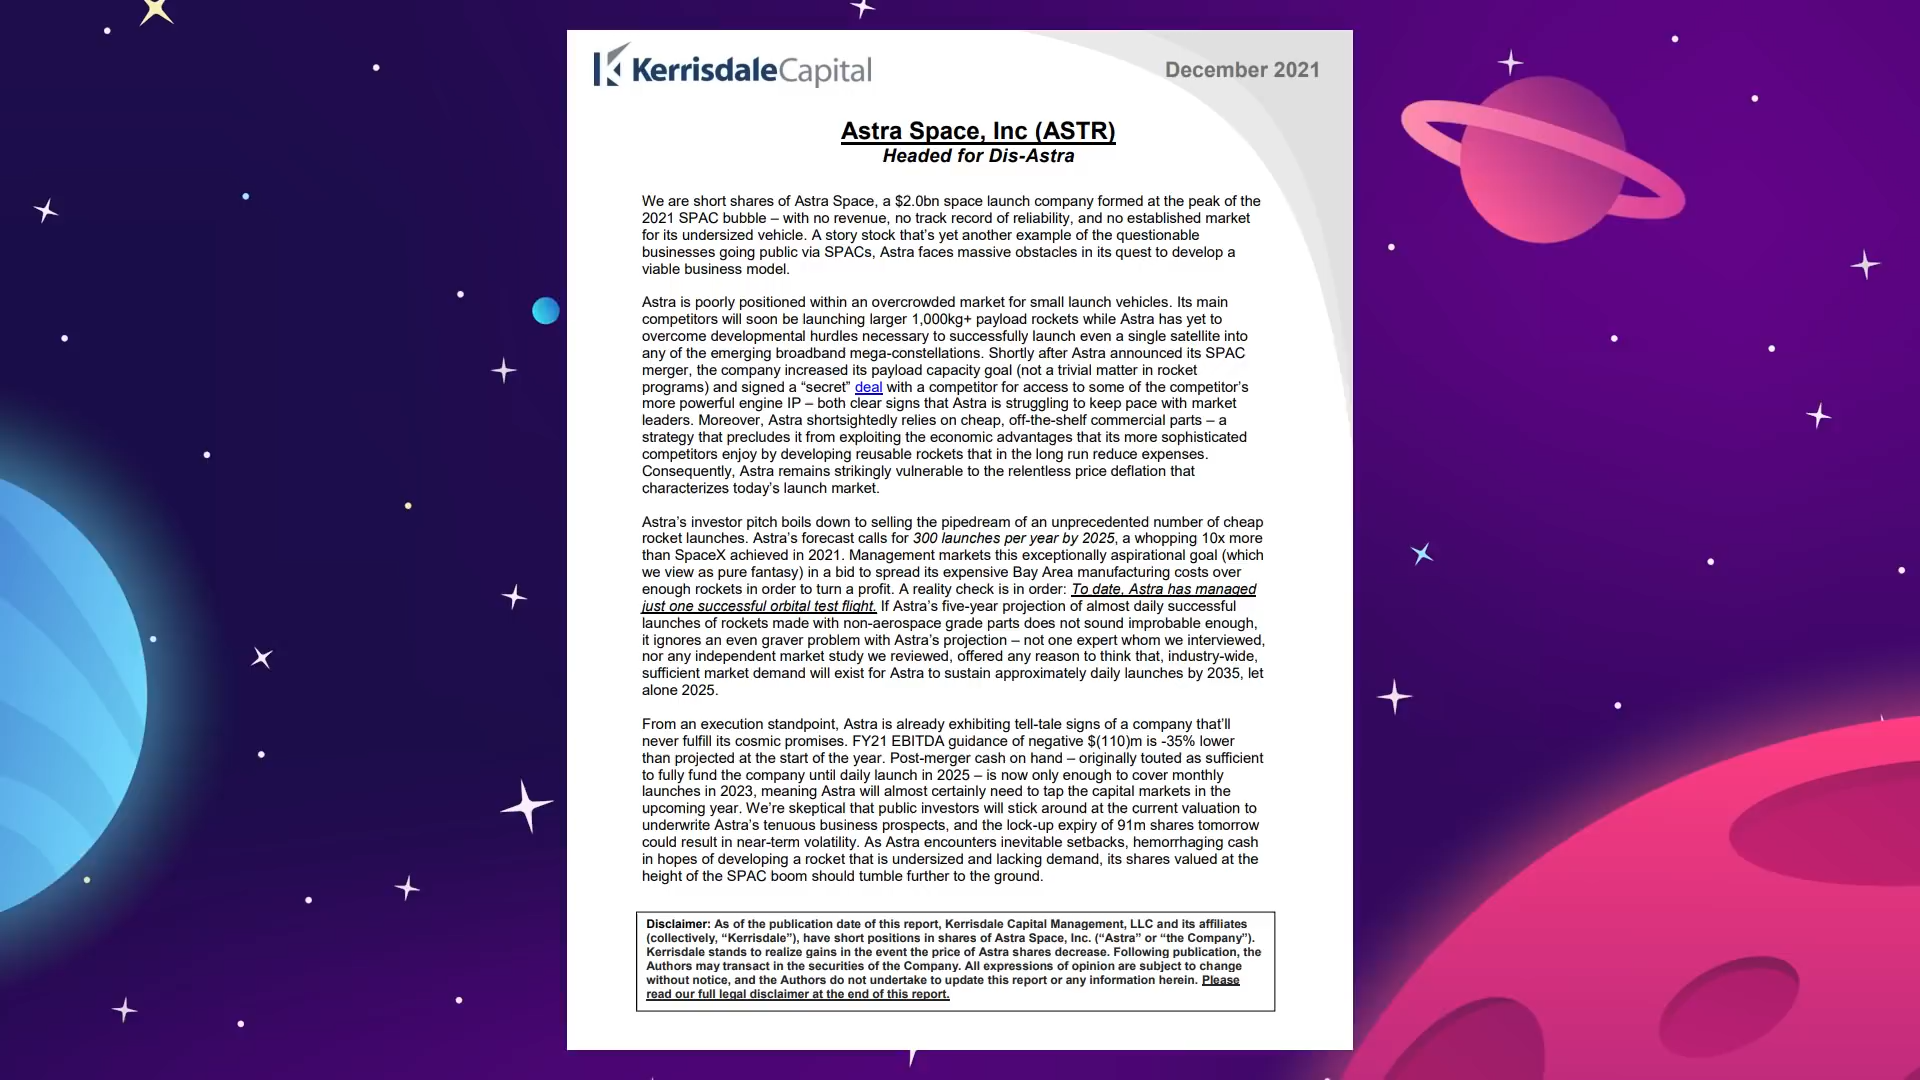 KerrisdaleCapital
December 2021
Astra Space, Inc (ASTR)
Headed for Dis-Astra
We are short shares of Astra Space, a $2.0bn space launch company formed at the peak of the
2021 SPAC bubble – with no revenue, no track record of reliability, and no established market
for its undersized vehicle. A story stock that’s yet another example of the questionable
businesses going public via SPACs, Astra faces massive obstacles in its quest to develop a
viable business model.
Astra is poorly positioned within an overcrowded market for small launch vehicles. Its main
competitors will soon be launching larger 1,000kg+ payload rockets while Astra has yet to
overcome developmental hurdles necessary to successfully launch even a single satellite into
any of the emerging broadband mega-constellations. Shortly after Astra announced its SPAC
merger, the company increased its payload capacity goal (not a trivial matter in rocket
programs) and signed a “secret” deal with a competitor for access to some of the competitor’s
more powerful engine IP – both clear signs that Astra is struggling to keep pace with market
leaders. Moreover, Astra shortsightedly relies on cheap, off-the-shelf commercial parts – a
strategy that precludes it from exploiting the economic advantages that its more sophisticated
competitors enjoy by developing reusable rockets that in the long run reduce expenses.
Consequently, Astra remains strikingly vulnerable to the relentless price deflation that
characterizes today’s launch market.
Astra’s investor pitch boils down to selling the pipedream of an unprecedented number of cheap
rocket launches. Astra’s forecast calls for 300 launches per year by 2025, a whopping 10x more
than SpaceX achieved in 2021. Management markets this exceptionally aspirational goal (which
we view as pure fantasy) in a bid to spread its expensive Bay Area manufacturing costs over
enough rockets in order to turn a profit. A reality check is in order: To date, Astra has managed
just one successful orbital test flight. If Astra’s five-year projection of almost daily successful
launches of rockets made with non-aerospace grade parts does not sound improbable enough,
it ignores an even graver problem with Astra’s projection – not one expert whom we interviewed,
nor any independent market study we reviewed, offered any reason to think that, industry-wide,
sufficient market demand will exist for Astra to sustain approximately daily launches by 2035, let
alone 2025.
From an execution standpoint, Astra is already exhibiting tell-tale signs of a company that’ll
never fulfill its cosmic promises. FY21 EBITDA guidance of negative $(110)m is -35% lower
than projected at the start of the year. Post-merger cash on hand – originally touted as sufficient
to fully fund the company until daily launch in 2025 – is now only enough to cover monthly
launches in 2023, meaning Astra will almost certainly need to tap the capital markets in the
upcoming year. We’re skeptical that public investors will stick around at the current valuation to
underwrite Astra’s tenuous business prospects, and the lock-up expiry of 91m shares tomorrow
could result in near-term volatility. As Astra encounters inevitable setbacks, hemorrhaging cash
in hopes of developing a rocket that is undersized and lacking demand, its shares valued at the
height of the SPAC boom should tumble further to the ground.
Disclaimer: As of the publication date of this report, Kerrisdale Capital Management, LLC and its affiliates
(collectively, “Kerrisdale”), have short positions in shares of Astra Space, Inc. (“Astra” or “the Company”).
Kerrisdale stands to realize gains in the event the price of Astra shares decrease. Following publication, the
Authors may transact in the securities of the Company. All expressions of opinion are subject to change
without notice, and the Authors do not undertake to update this report or any information herein. Please
read our full legal disclaimer at the end of this report.